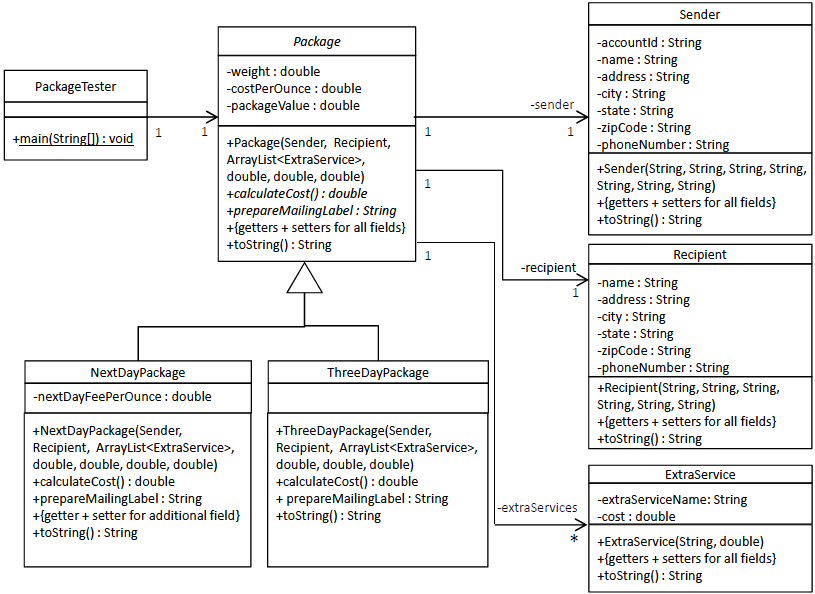 PackageTester
+main(String[]) : void
1
1
Package
-weight : double
-costPerOunce : double
-packageValue : double
+Package(Sender, Recipient,
ArrayList<ExtraService>,
double, double, double)
+calculateCost() : double
+prepareMailingLabel : String
+{getters + setters for all fields}
+toString() : String
1
-sender
1
1
-recipient
1
1
-extraServices
*
Sender
-accountId : String
-name : String
-address : String
-city : String
-state : String
-zipCode : String
-phoneNumber : String
+Sender(String, String, String, String,
String, String, String)
+{getters + setters for all fields}
+toString() : String
Recipient
-name : String
-address : String
-city : String
-state : String
-zipCode : String
-phoneNumber : String
+Recipient(String, String, String,
String, String, String)
+{getters + setters for all fields}
+toString() : String
NextDayPackage
-nextDayFeePerOunce : double
+NextDayPackage(Sender,
Recipient, ArrayList<ExtraService>,
double, double, double, double)
+calculateCost() : double
+prepareMailingLabel : String
+{getter + setter for additional field}
+toString() : String
ThreeDayPackage
+ThreeDayPackage(Sender,
Recipient, ArrayList<ExtraService>,
double, double, double)
+calculateCost() : double
+ prepareMailingLabel : String
+toString() : String
ExtraService
-extraServiceName: String
-cost : double
+ExtraService(String, double)
+{getters + setters for all fields}
+toString() : String